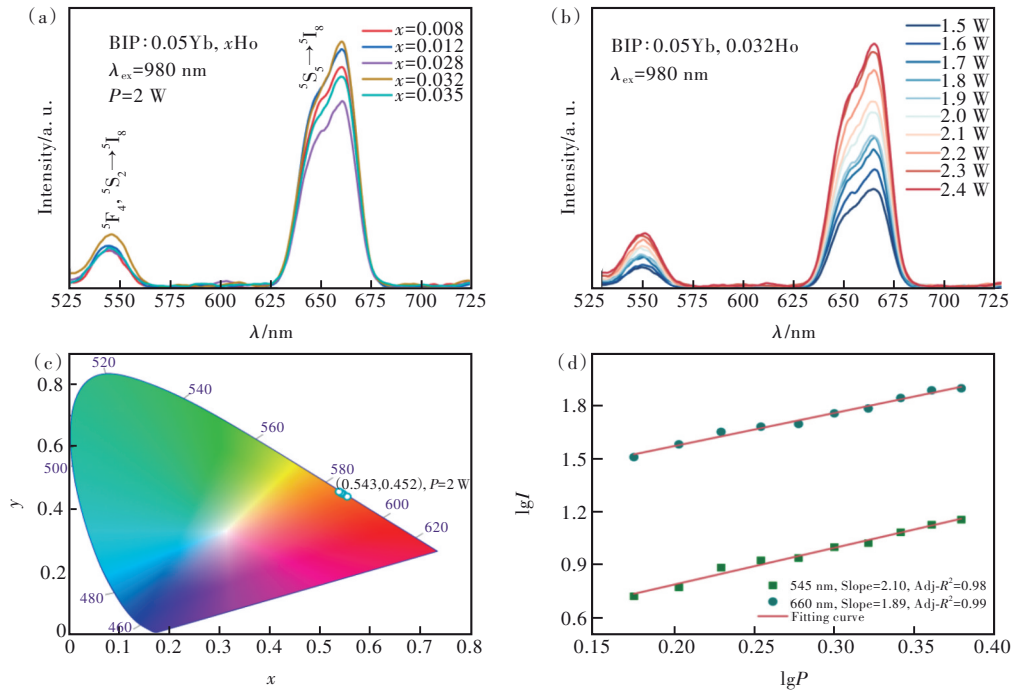 (a)
BIP：0.05Yb, xHo
λex=980 nm
P=2 W
⁵F₄, ⁵S₂→⁵I₈
⁵S₅→⁵I₈
x=0.008
x=0.012
x=0.028
x=0.032
x=0.035
Intensity/a. u.
525 550 575 600 625 650 675 700 725
λ/nm
(b)
BIP：0.05Yb, 0.032Ho
λex=980 nm
1.5 W
1.6 W
1.7 W
1.8 W
1.9 W
2.0 W
2.1 W
2.2 W
2.3 W
2.4 W
Intensity/a. u.
525 550 575 600 625 650 675 700 725
λ/nm
(c)
0.8
0.6
0.4
0.2
0
y
520
540
560
580
(0.543,0.452), P=2 W
500
600
620
480
460
0 0.1 0.2 0.3 0.4 0.5 0.6 0.7 0.8
x
(d)
1.8
1.5
1.2
0.9
0.6
lgI
545 nm, Slope=2.10, Adj-R²=0.98
660 nm, Slope=1.89, Adj-R²=0.99
Fitting curve
0.15 0.20 0.25 0.30 0.35 0.40
lgP